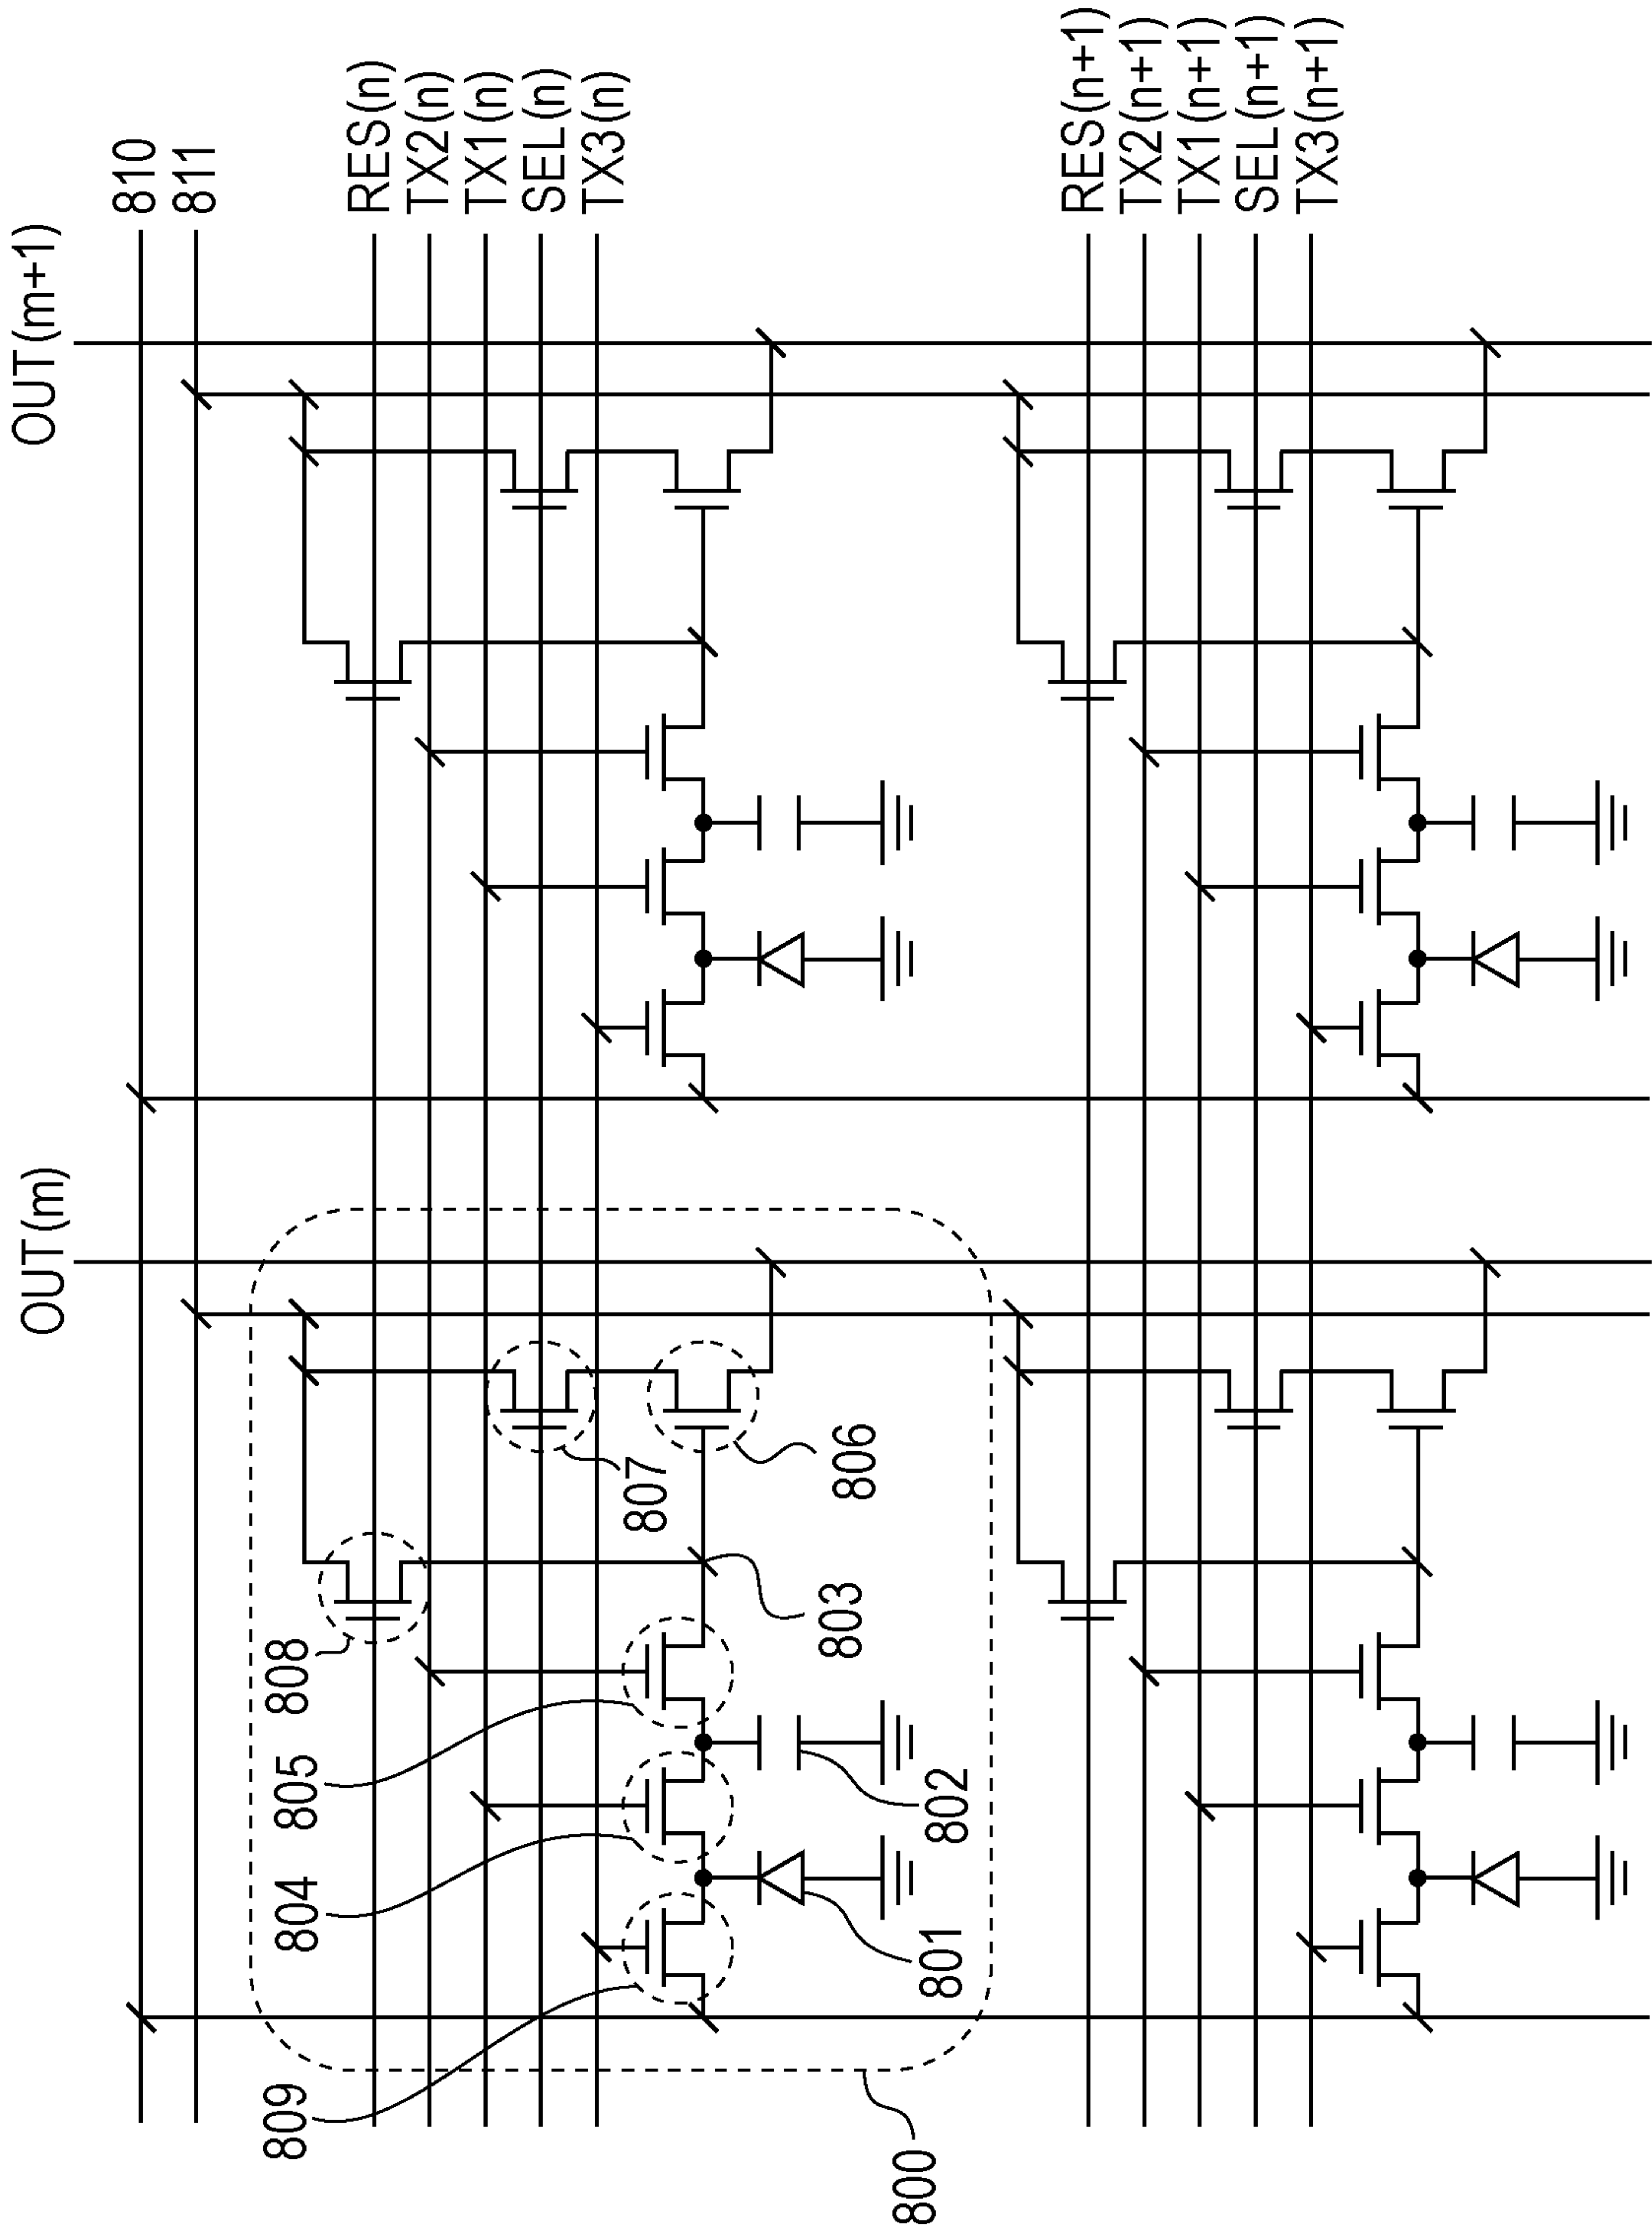 OUT(m)
OUT(m+1)
810
811
RES(n)
TX2(n)
TX1(n)
SEL(n)
TX3(n)
808
807
806
805
803
804
802
801
809
800
RES(n+1)
TX2(n+1)
TX1(n+1)
SEL(n+1)
TX3(n+1)